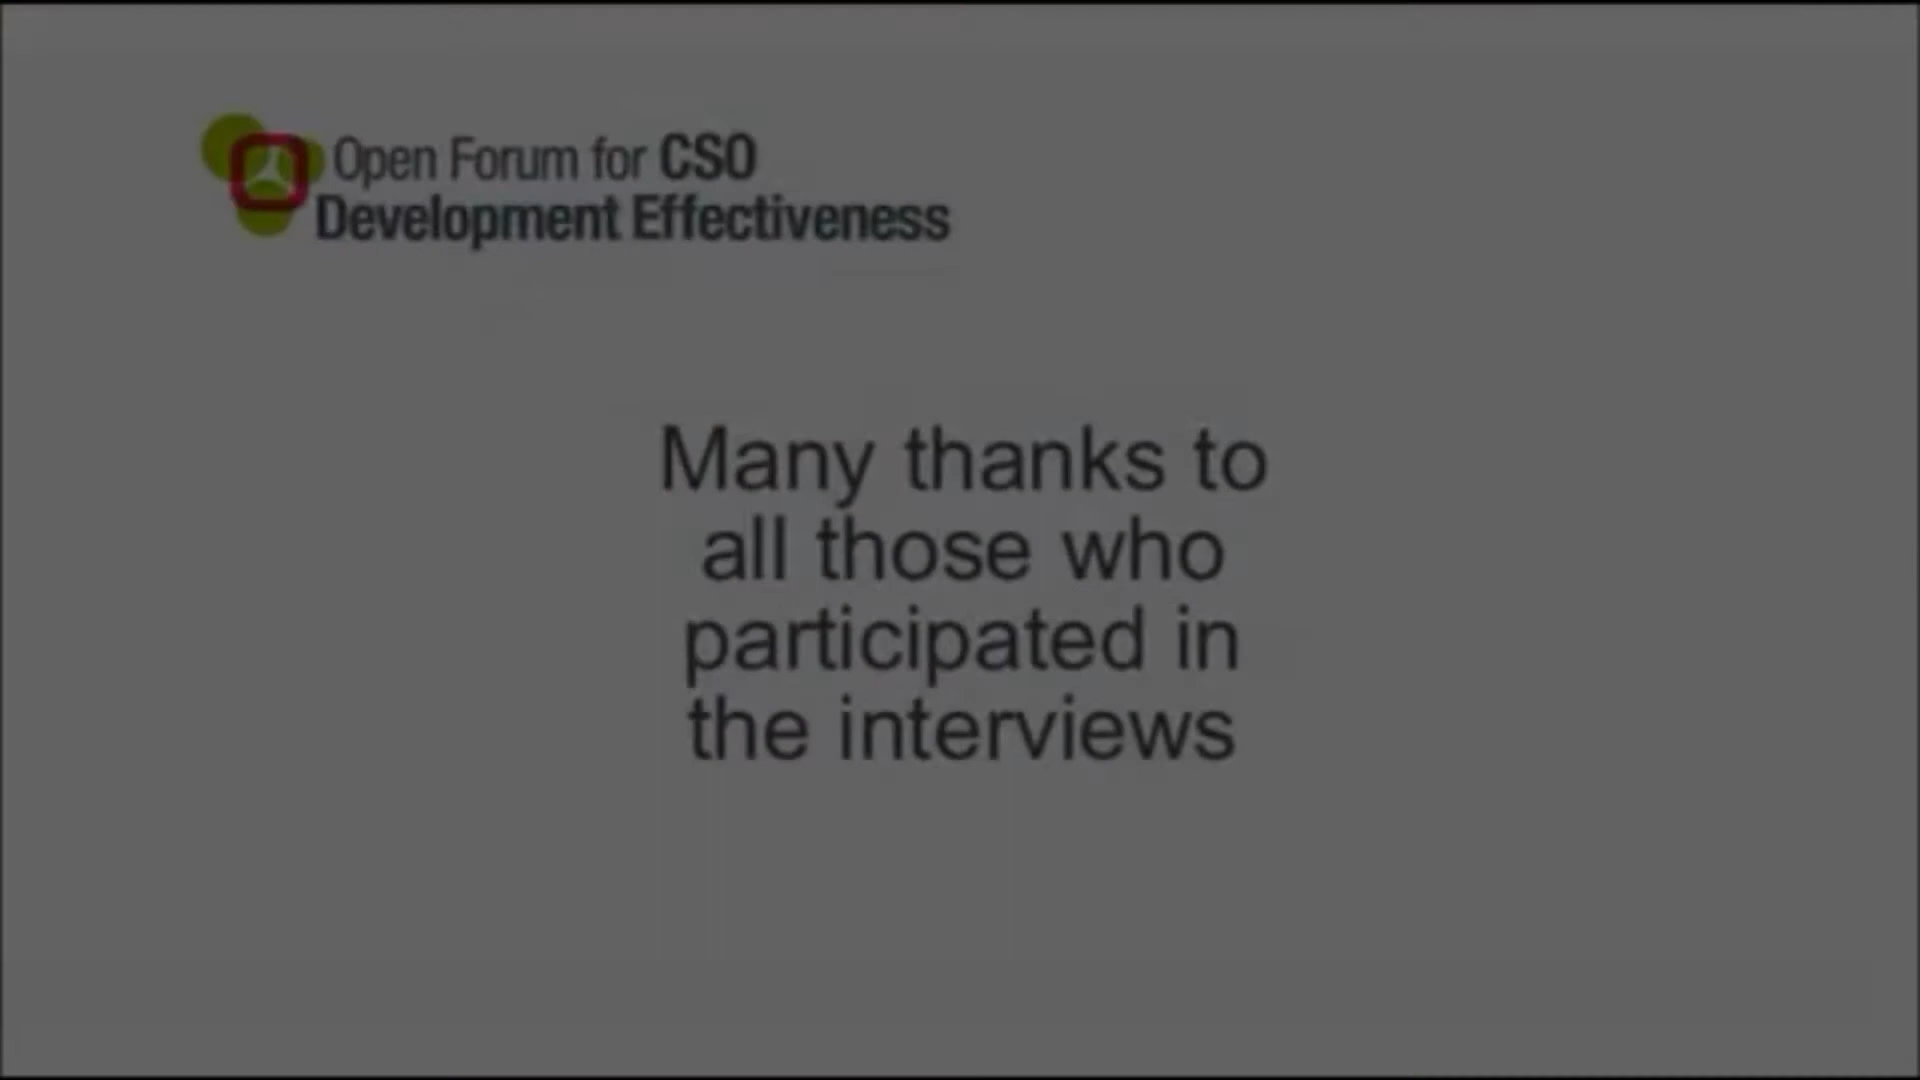 Open Forum for CSO
Development Effectiveness
Many thanks to
all those who
participated in
the interviews